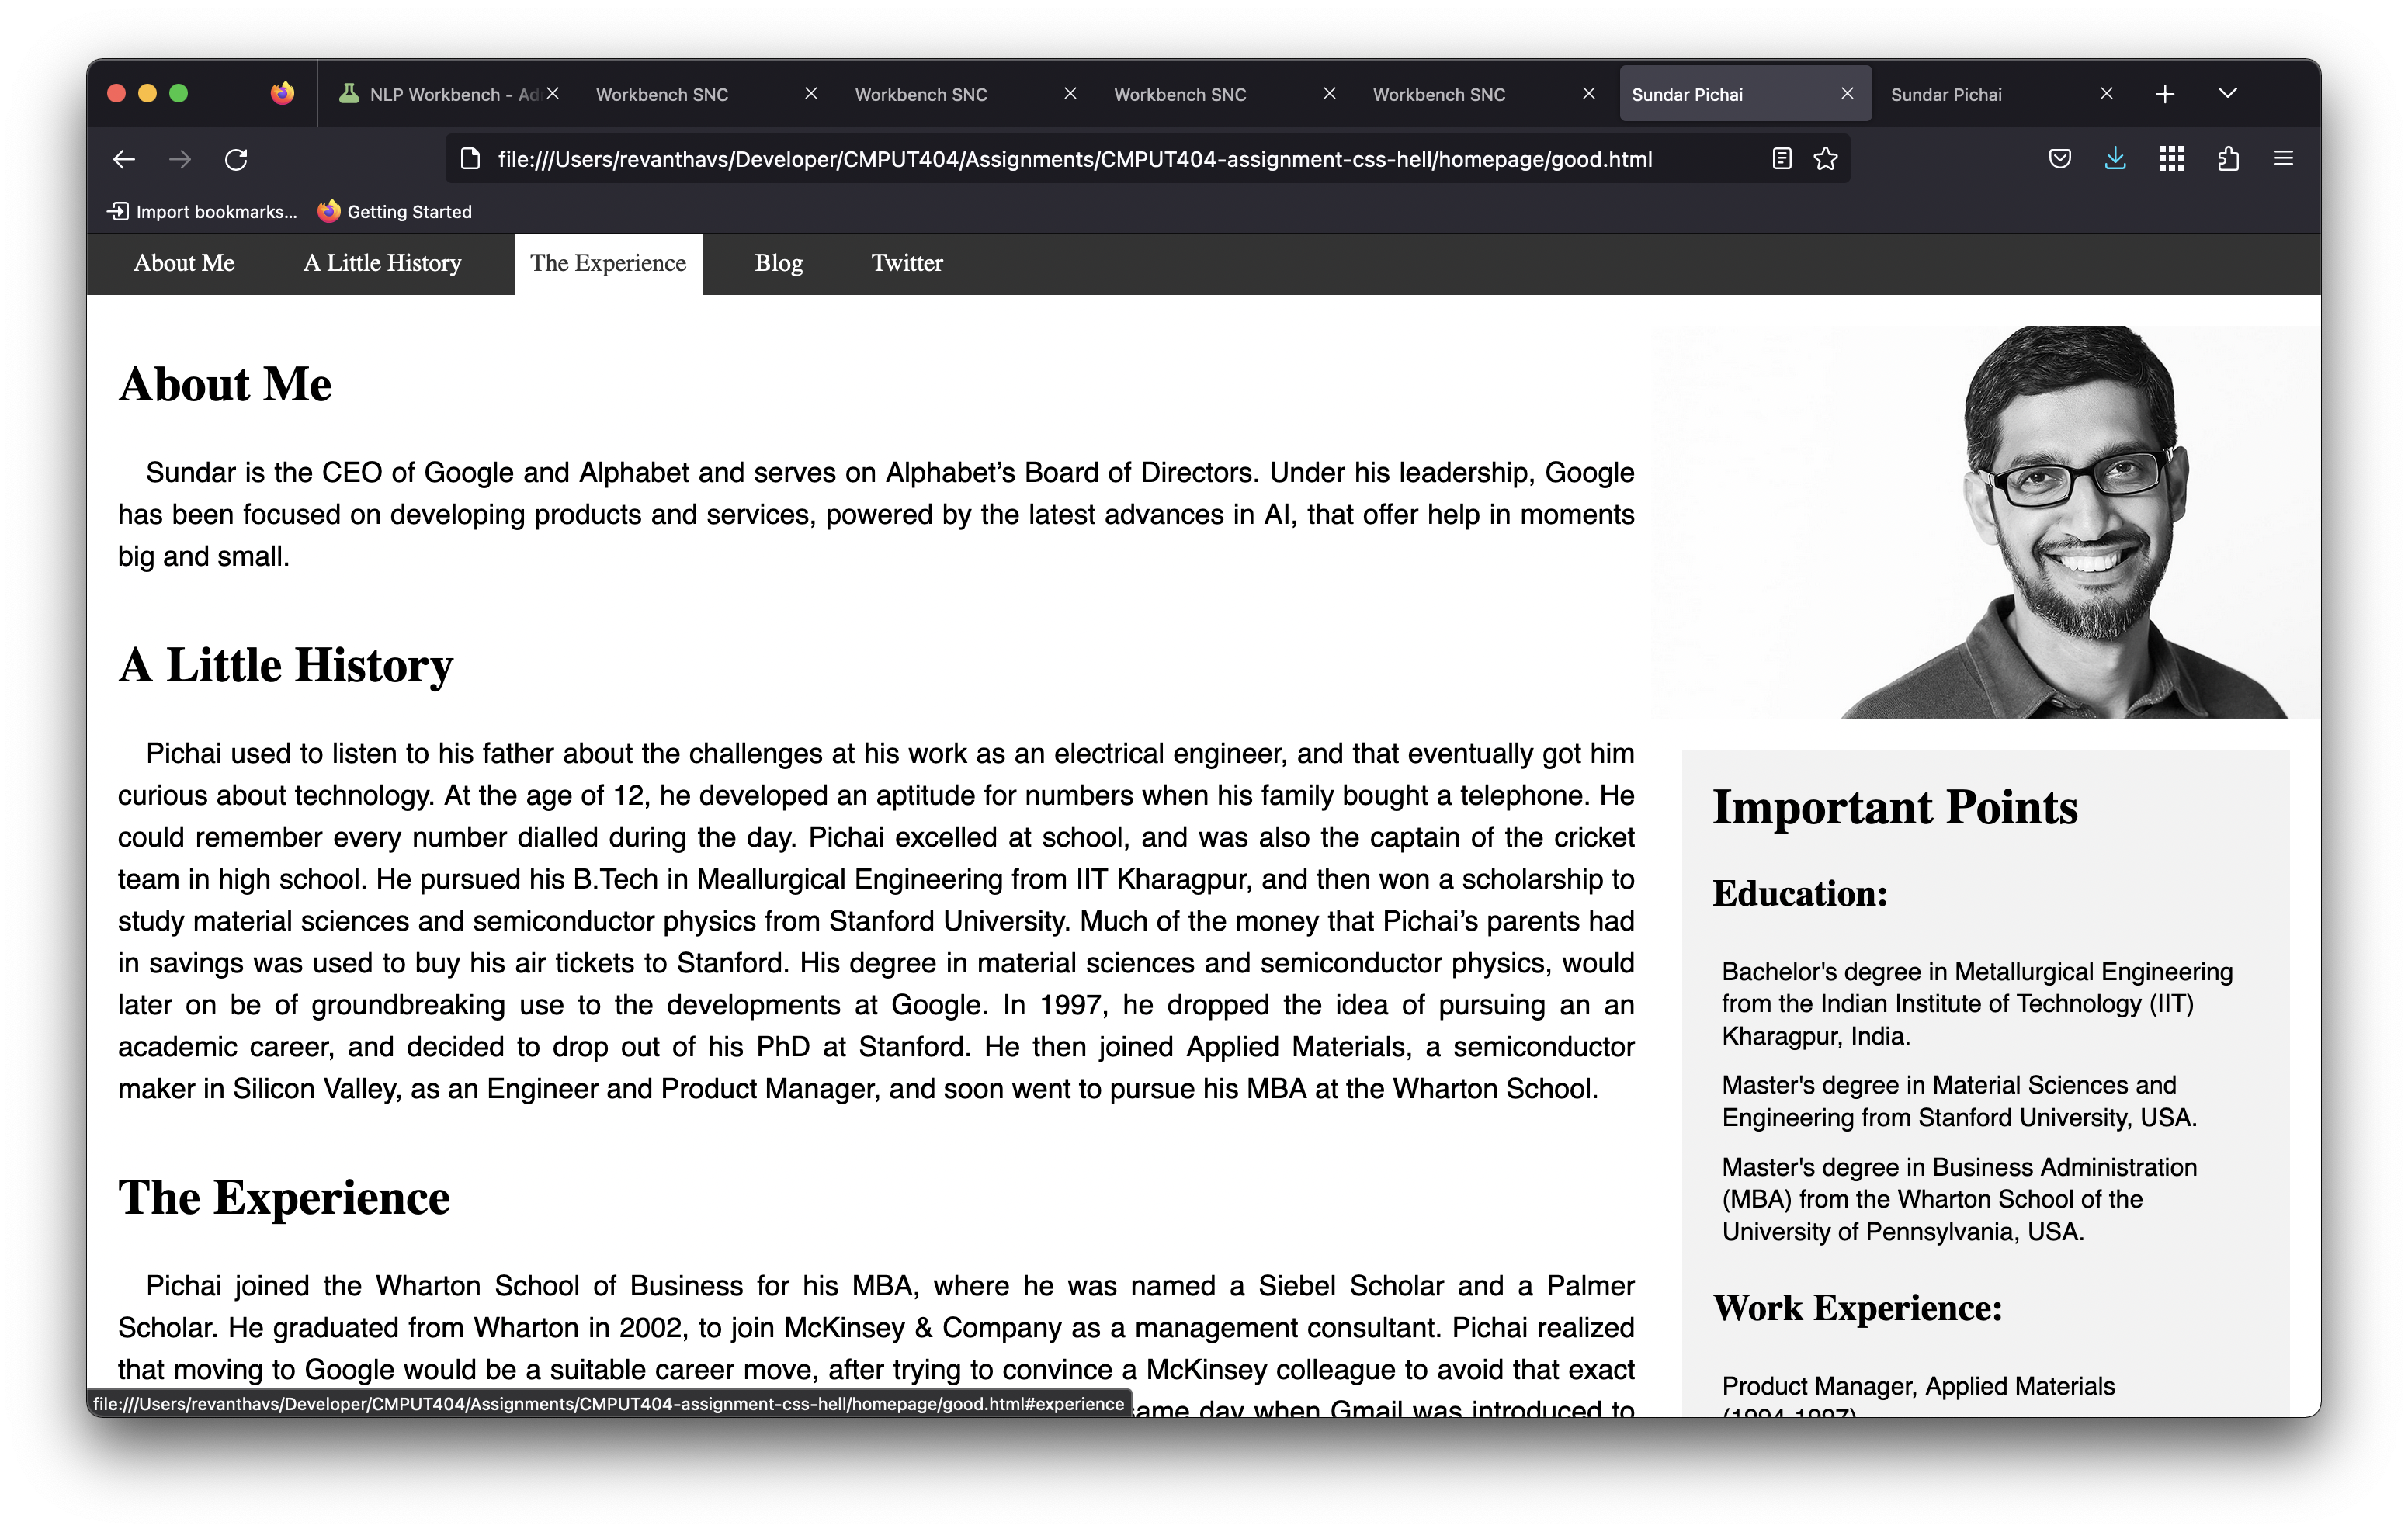 NLP Workbench - Ad
Workbench SNC
Workbench SNC
Workbench SNC
Workbench SNC
Sundar Pichai
Sundar Pichai
file:///Users/revanthavs/Developer/CMPUT404/Assignments/CMPUT404-assignment-css-hell/homepage/good.html
Import bookmarks...
Getting Started
About Me
A Little History
The Experience
Blog
Twitter
About Me
Sundar is the CEO of Google and Alphabet and serves on Alphabet’s Board of Directors. Under his leadership, Google
has been focused on developing products and services, powered by the latest advances in AI, that offer help in moments
big and small.
A Little History
Pichai used to listen to his father about the challenges at his work as an electrical engineer, and that eventually got him
curious about technology. At the age of 12, he developed an aptitude for numbers when his family bought a telephone. He
could remember every number dialled during the day. Pichai excelled at school, and was also the captain of the cricket
team in high school. He pursued his B.Tech in Meallurgical Engineering from IIT Kharagpur, and then won a scholarship to
study material sciences and semiconductor physics from Stanford University. Much of the money that Pichai’s parents had
in savings was used to buy his air tickets to Stanford. His degree in material sciences and semiconductor physics, would
later on be of groundbreaking use to the developments at Google. In 1997, he dropped the idea of pursuing an an
academic career, and decided to drop out of his PhD at Stanford. He then joined Applied Materials, a semiconductor
maker in Silicon Valley, as an Engineer and Product Manager, and soon went to pursue his MBA at the Wharton School.
The Experience
Pichai joined the Wharton School of Business for his MBA, where he was named a Siebel Scholar and a Palmer
Scholar. He graduated from Wharton in 2002, to join McKinsey & Company as a management consultant. Pichai realized
that moving to Google would be a suitable career move, after trying to convince a McKinsey colleague to avoid that exact
same day when Gmail was introduced to
Important Points
Education:
Bachelor's degree in Metallurgical Engineering
from the Indian Institute of Technology (IIT)
Kharagpur, India.
Master's degree in Material Sciences and
Engineering from Stanford University, USA.
Master's degree in Business Administration
(MBA) from the Wharton School of the
University of Pennsylvania, USA.
Work Experience:
Product Manager, Applied Materials
(1994-1997)
file:///Users/revanthavs/Developer/CMPUT404/Assignments/CMPUT404-assignment-css-hell/homepage/good.html#experience